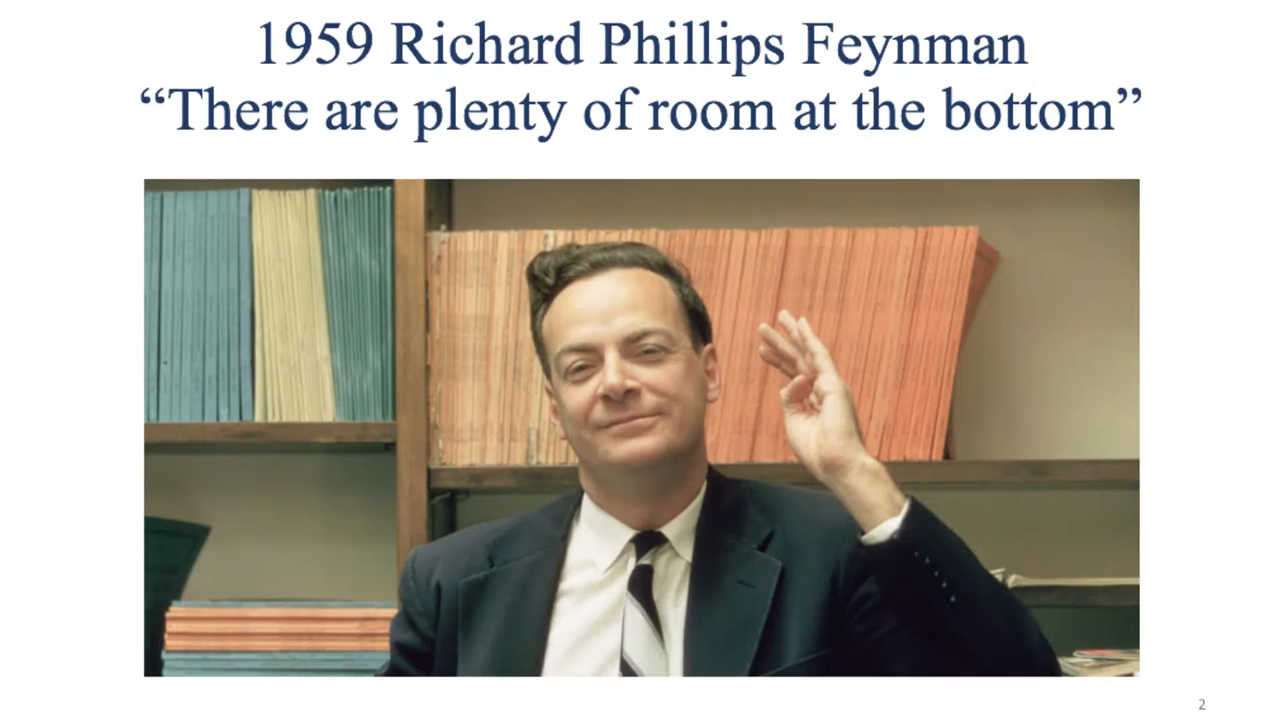 1959 Richard Phillips Feynman
“There are plenty of room at the bottom”
2